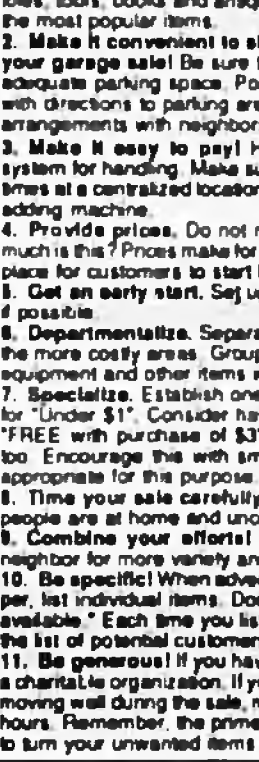 the most popular items.
2. Make it convenient to
your garage sale! Be sure
adequate parking space.
with directions to parking
arrangements with neighbor
3. Make it easy to pay!
system for handling. Make
times at a centralized location
adding machine.
4. Provide prices. Do not
much is this? Prices make for
place for customers to start
5. Get an early start. Set
if possible.
6. Departmentalize.
the more costly areas. Group
equipment and other items
7. Specialize. Establish one
for "Under $1". Consider
"FREE with purchase of $3"
too. Encourage this with
appropriate for this purpose.
8. Time your sale carefully
people are at home and
9. Combine your efforts!
neighbor for more variety
10. Be specific! When
per, list individual items.
available." Each time you
the list of potential customer
11. Be generous! If you
a charitable organization. If
moving well during the sale,
hours. Remember, the prime
to turn your unwanted items